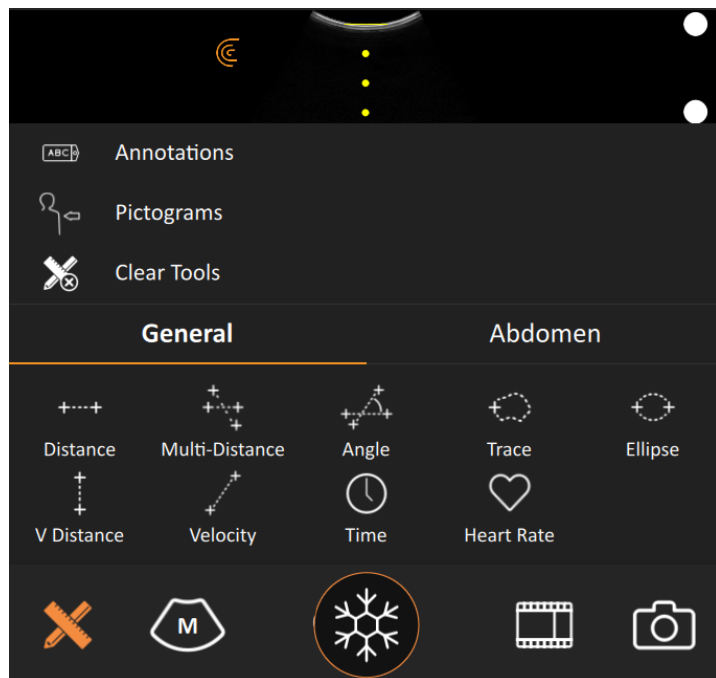 ABC
Annotations
Pictograms
Clear Tools
General Abdomen
Distance Multi-Distance Angle Trace Ellipse
V Distance Velocity Time Heart Rate
M